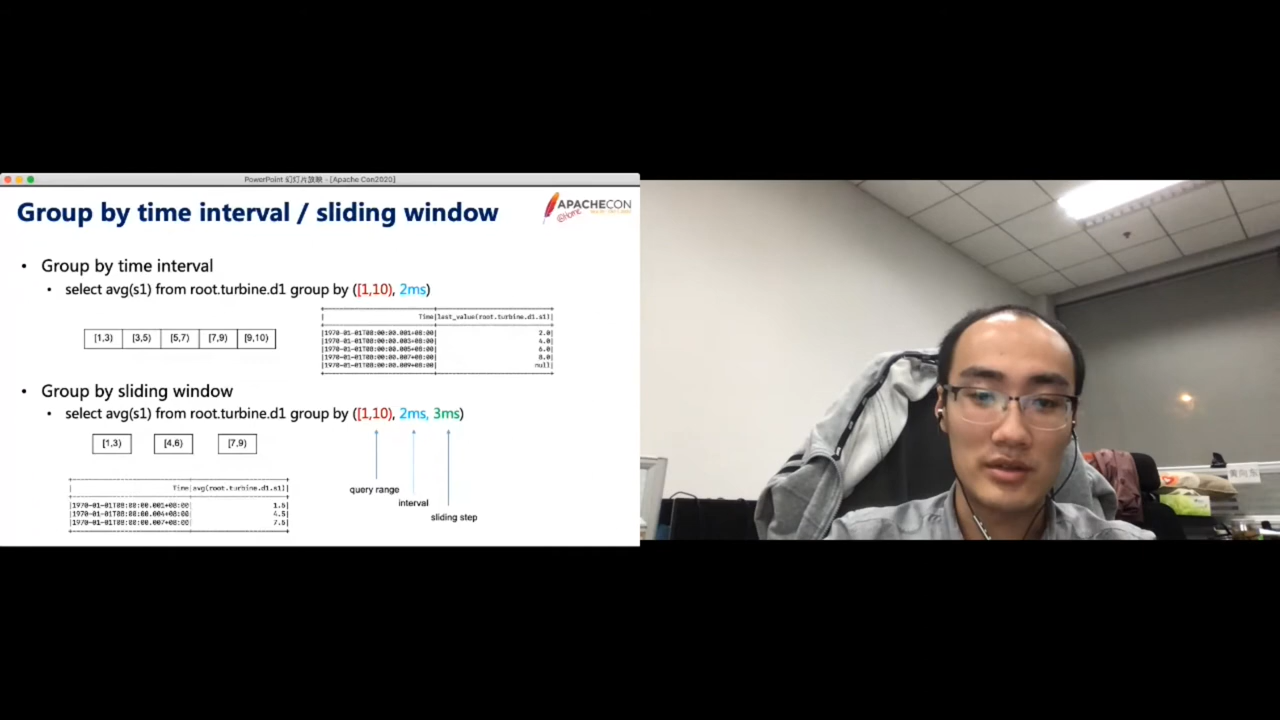 PowerPoint 幻灯片放映 - [Apache Con2020]
Group by time interval / sliding window
APACHECON
@Home
• Group by time interval
• select avg(s1) from root.turbine.d1 group by ([1,10), 2ms)
| Time|last_value(root.turbine.d1.s1)|
[1,3) [3,5) [5,7) [7,9) [9,10)
|1970-01-01T08:00:00.001+08:00| 2.0|
|1970-01-01T08:00:00.003+08:00| 4.0|
|1970-01-01T08:00:00.005+08:00| 6.0|
|1970-01-01T08:00:00.007+08:00| 8.0|
|1970-01-01T08:00:00.009+08:00| null|
• Group by sliding window
• select avg(s1) from root.turbine.d1 group by ([1,10), 2ms, 3ms)
[1,3) [4,6) [7,9)
query range
interval
sliding step
| Time|avg(root.turbine.d1.s1)|
|1970-01-01T08:00:00.001+08:00| 1.5|
|1970-01-01T08:00:00.004+08:00| 4.5|
|1970-01-01T08:00:00.007+08:00| 7.5|
黄向东